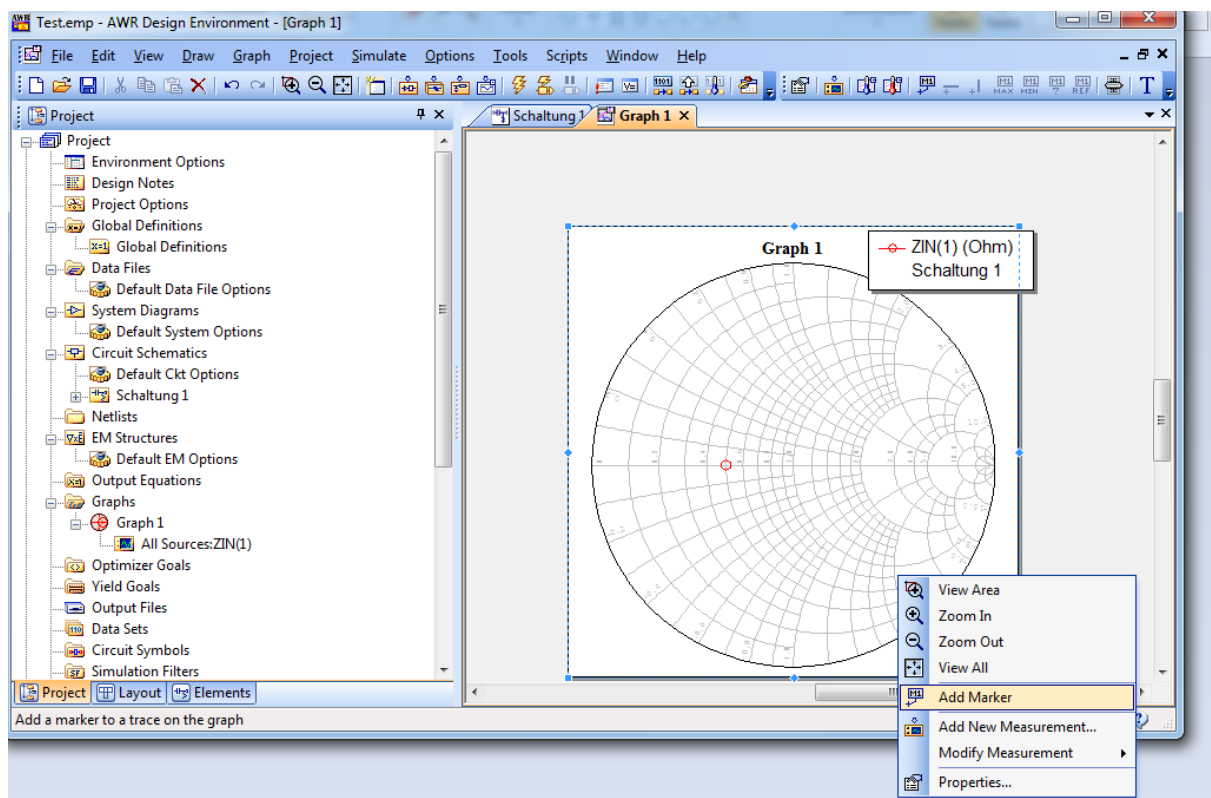 Test.emp - AWR Design Environment - [Graph 1]
File Edit View Draw Graph Project Simulate Options Tools Scripts Window Help
Project
Schaltung 1
Graph 1
Project
Environment Options
Design Notes
Project Options
Global Definitions
Global Definitions
Data Files
Default Data File Options
System Diagrams
Default System Options
Circuit Schematics
Default Ckt Options
Schaltung 1
Netlists
EM Structures
Default EM Options
Output Equations
Graphs
Graph 1
All Sources:ZIN(1)
Optimizer Goals
Yield Goals
Output Files
Data Sets
Circuit Symbols
Simulation Filters
Project Layout Elements
Add a marker to a trace on the graph
Graph 1
ZIN(1) (Ohm)
Schaltung 1
View Area
Zoom In
Zoom Out
View All
Add Marker
Add New Measurement...
Modify Measurement
Properties...